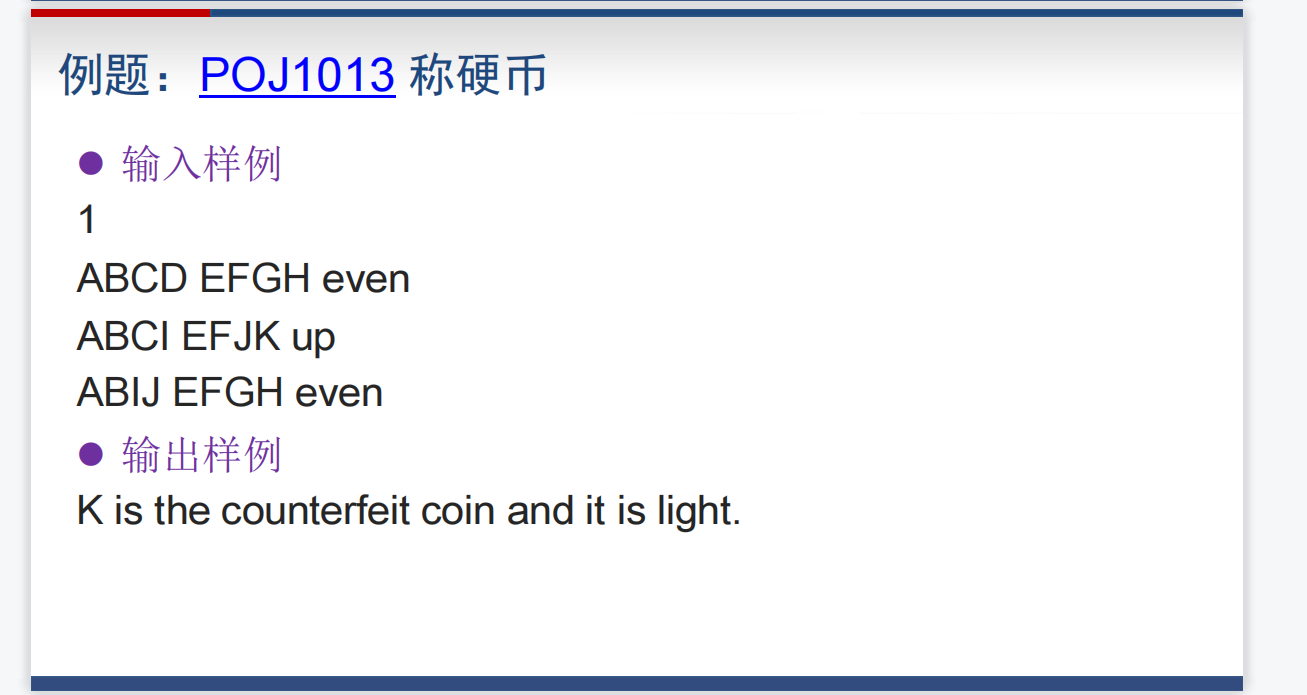 例题：POJ1013 称硬币
输入样例
1
ABCD EFGH even
ABCI EFJK up
ABIJ EFGH even
输出样例
K is the counterfeit coin and it is light.